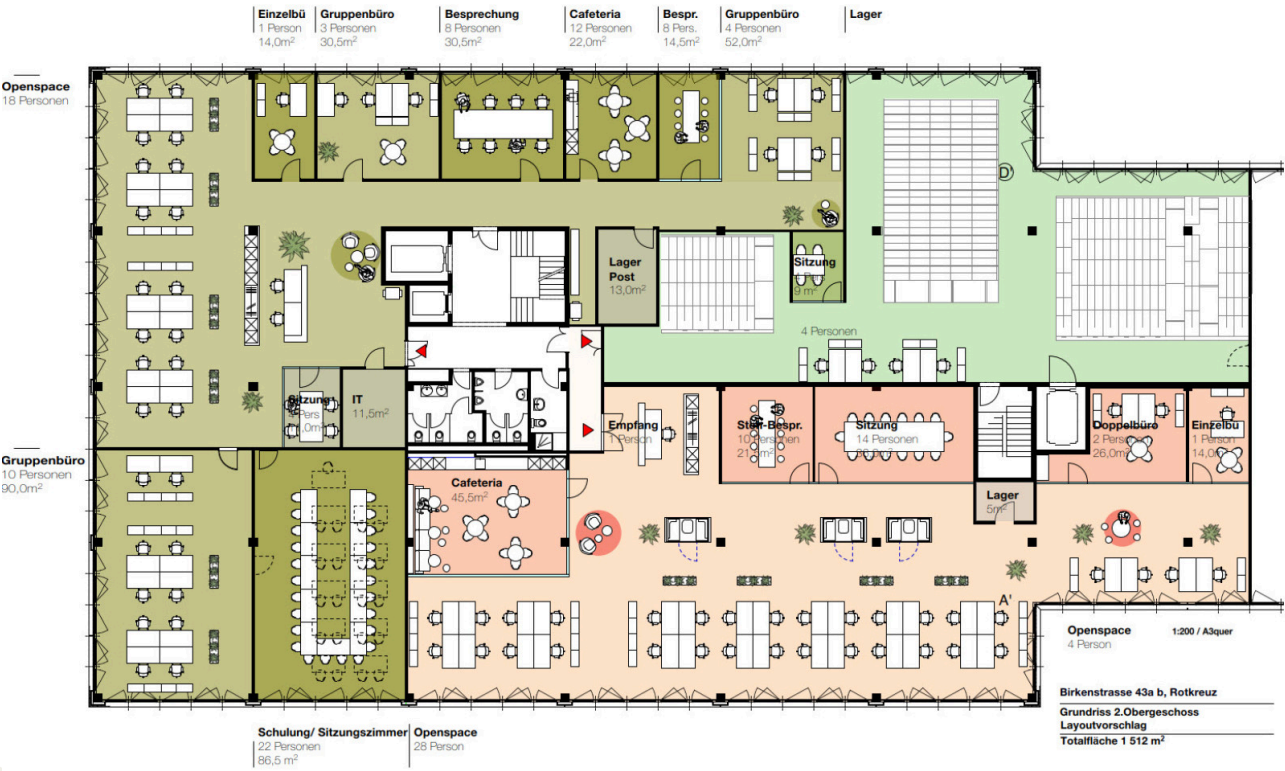 Einzelbü
1 Person
14,0m²
Gruppenbüro
3 Personen
30,5m²
Besprechung
8 Personen
30,5m²
Cafeteria
12 Personen
22,0m²
Bespr.
8 Pers.
14,5m²
Gruppenbüro
4 Personen
52,0m²
Lager
Openspace
18 Personen
D'
Lager
Post
13,0m²
Sitzung
Pers
9 m²
4 Personen
Sitzung
Pers
IT
11,5m²
Empfang
1 Person
10 Personen
Sitzung
14 Personen
Doppelbüro
2 Personen
26,0m²
Einzelbü
1 Person
Gruppenbüro
10 Personen
90,0m²
Cafeteria
45,5m²
Lager
5m²
A'
Openspace
4 Person
1:200 / A3quer
Birkenstrasse 43a b, Rotkreuz
Grundriss 2.Obergeschoss
Layoutvorschlag
Totalfläche 1 512 m²
Schulung/ Sitzungszimmer
22 Personen
86,5 m²
Openspace
28 Person